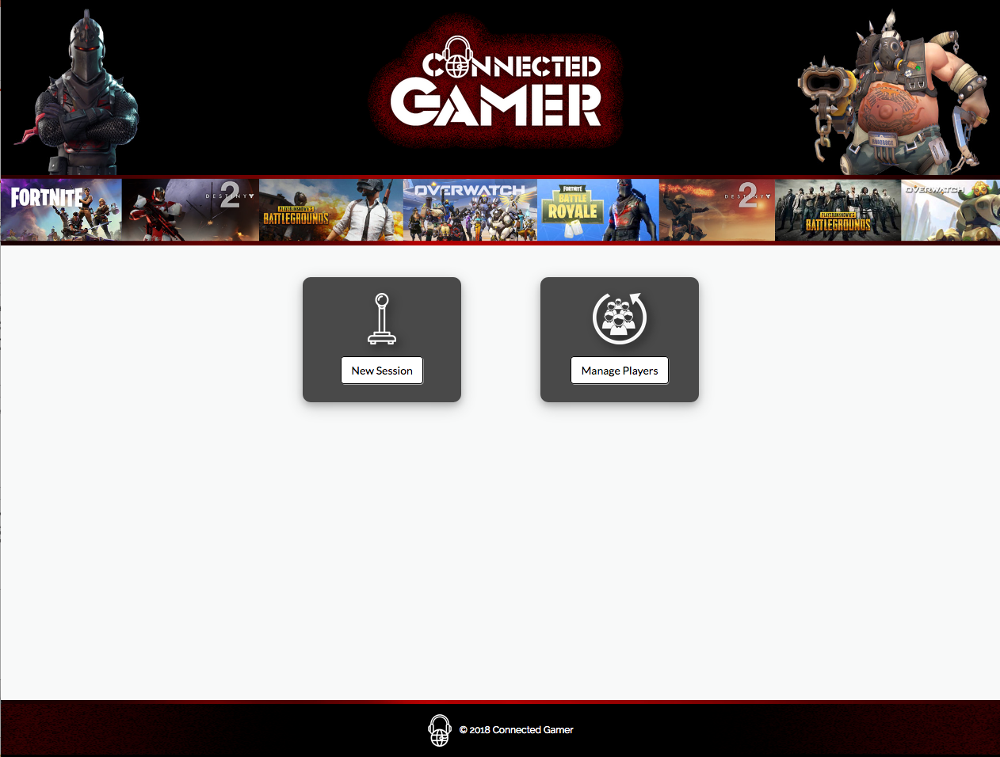 CONNECTED
GAMER
ROADHOG
FORTNITE
DESTINY 2
PLAYERUNKNOWN'S
BATTLEGROUNDS
OVERWATCH
FORTNITE
BATTLE
ROYALE
DESTINY 2
PLAYERUNKNOWN'S
BATTLEGROUNDS
OVERWATCH
New Session
Manage Players
© 2018 Connected Gamer